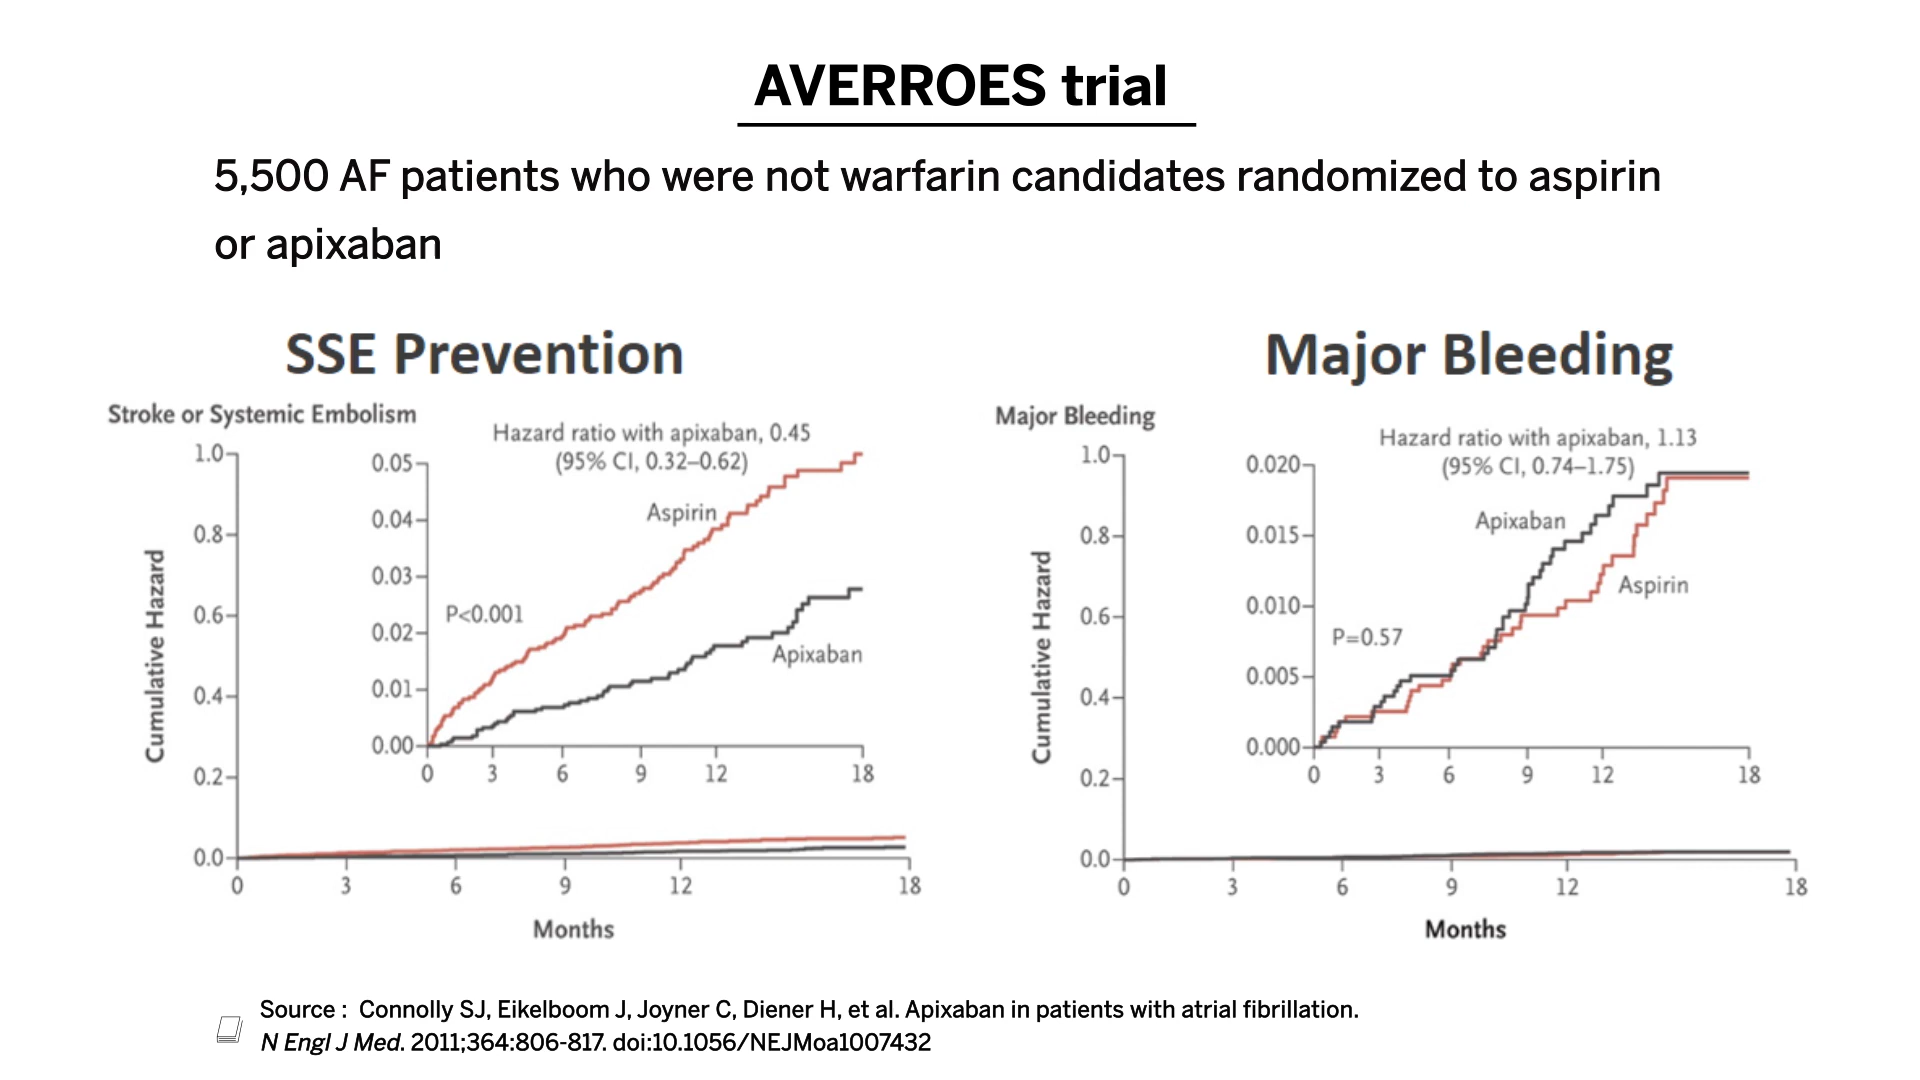 AVERROES trial
5,500 AF patients who were not warfarin candidates randomized to aspirin
or apixaban
SSE Prevention
Stroke or Systemic Embolism
Hazard ratio with apixaban, 0.45
(95% CI, 0.32–0.62)
Cumulative Hazard
1.0
0.8
0.6
0.4
0.2
0.0
0.05
0.04
0.03
0.02
0.01
0.00
Aspirin
P<0.001
Apixaban
0 3 6 9 12 18
0 3 6 9 12 18
Months
Major Bleeding
Major Bleeding
Hazard ratio with apixaban, 1.13
(95% CI, 0.74–1.75)
Cumulative Hazard
1.0
0.8
0.6
0.4
0.2
0.0
0.020
0.015
0.010
0.005
0.000
Apixaban
Aspirin
P=0.57
0 3 6 9 12 18
0 3 6 9 12 18
Months
Source : Connolly SJ, Eikelboom J, Joyner C, Diener H, et al. Apixaban in patients with atrial fibrillation.
N Engl J Med. 2011;364:806-817. doi:10.1056/NEJMoa1007432